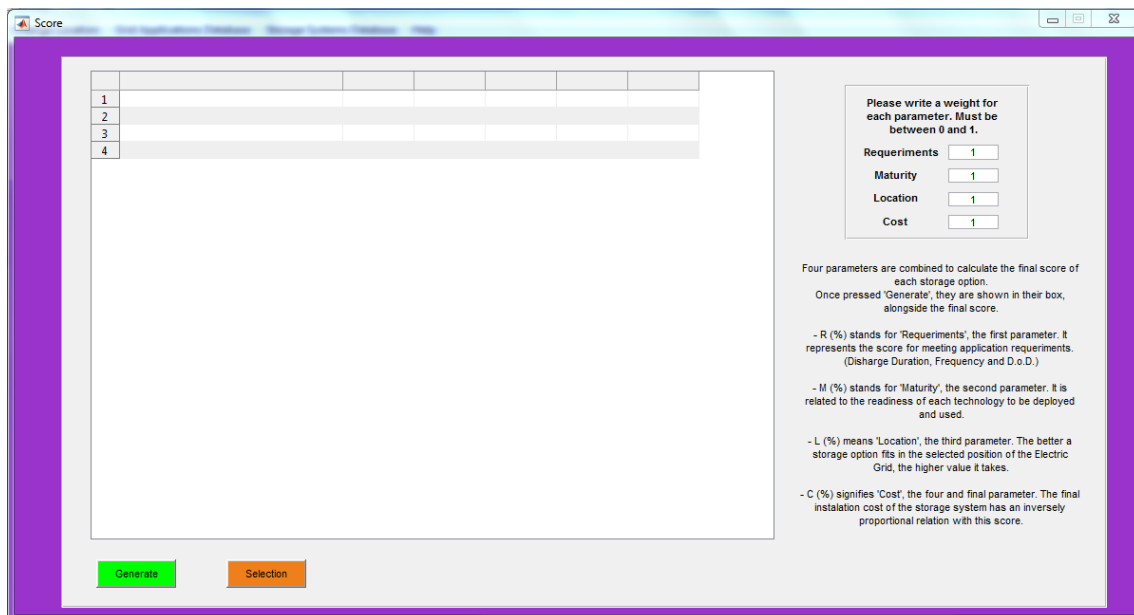 Score
Grid Applications Database Storage Systems Database Help
1
2
3
4
Please write a weight for
each parameter. Must be
between 0 and 1.
Requeriments 1
Maturity 1
Location 1
Cost 1
Four parameters are combined to calculate the final score of
each storage option.
Once pressed 'Generate', they are shown in their box,
alongside the final score.
- R (%) stands for 'Requeriments', the first parameter. It
represents the score for meeting application requeriments.
(Disharge Duration, Frequency and D.o.D.)
- M (%) stands for 'Maturity', the second parameter. It is
related to the readiness of each technology to be deployed
and used.
- L (%) means 'Location', the third parameter. The better a
storage option fits in the selected position of the Electric
Grid, the higher value it takes.
- C (%) signifies 'Cost', the four and final parameter. The final
instalation cost of the storage system has an inversely
proportional relation with this score.
Generate Selection